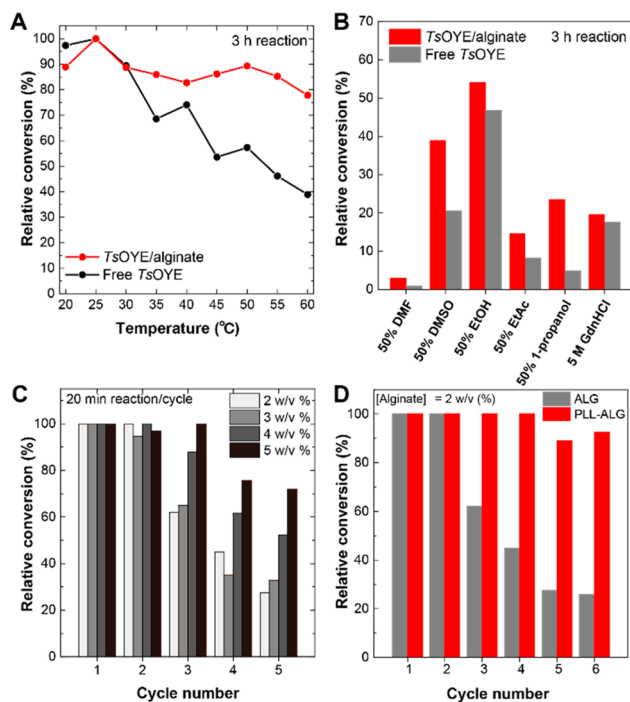 A
3 h reaction
Relative conversion (%)
100
90
80
70
60
50
40
30
20
10
0
TsOYE/alginate
Free TsOYE
20 25 30 35 40 45 50 55 60
Temperature (°C)
B
TsOYE/alginate
Free TsOYE
3 h reaction
Relative conversion (%)
70
60
50
40
30
20
10
0
50% DMF
50% DMSO
50% EtOH
50% EtAc
50% 1-propanol
5 M GdnHCl
C
20 min reaction/cycle
2 w/v %
3 w/v %
4 w/v %
5 w/v %
Relative conversion (%)
100
80
60
40
20
0
1 2 3 4 5
Cycle number
D
[Alginate] = 2 w/v (%)
ALG
PLL-ALG
Relative conversion (%)
100
80
60
40
20
0
1 2 3 4 5 6
Cycle number